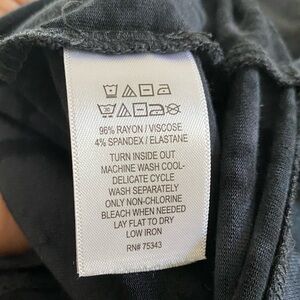 96% RAYON / VISCOSE
4% SPANDEX / ELASTANE
TURN INSIDE OUT
MACHINE WASH COOL-
DELICATE CYCLE
WASH SEPARATELY
ONLY NON-CHLORINE
BLEACH WHEN NEEDED
LAY FLAT TO DRY
LOW IRON
RN# 75343